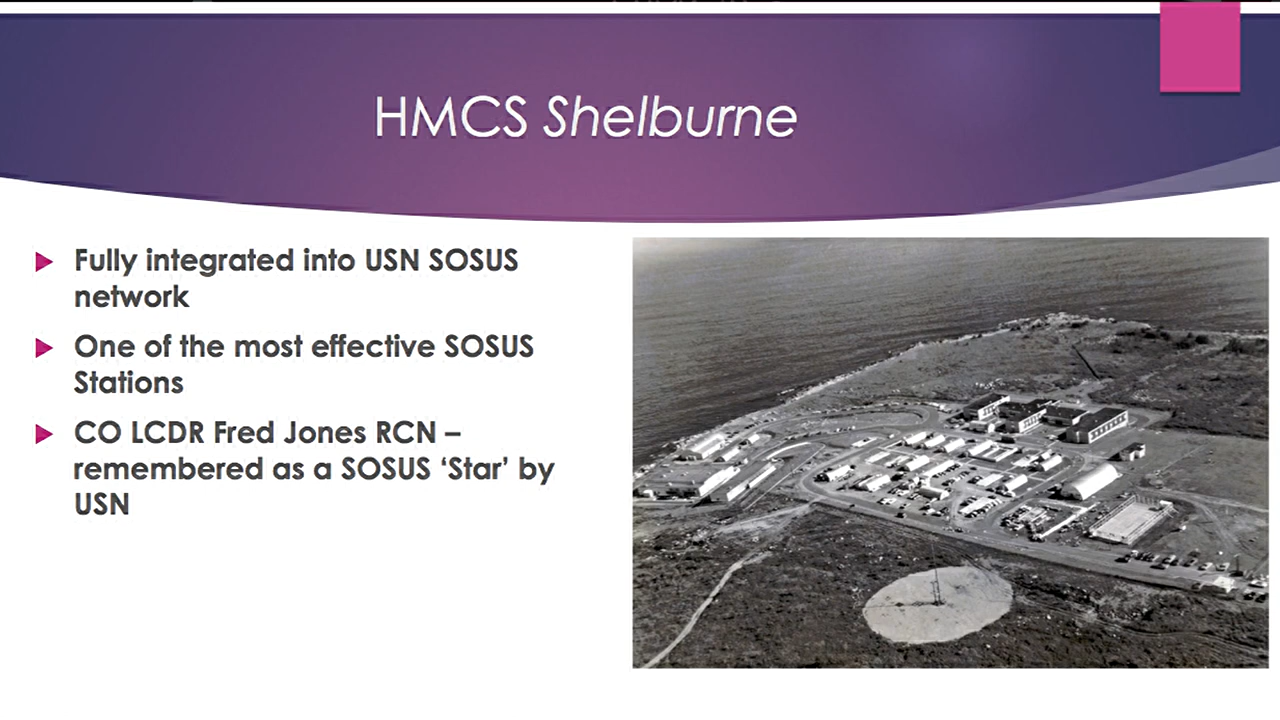 HMCS Shelburne
Fully integrated into USN SOSUS
network
One of the most effective SOSUS
Stations
CO LCDR Fred Jones RCN –
remembered as a SOSUS ‘Star’ by
USN